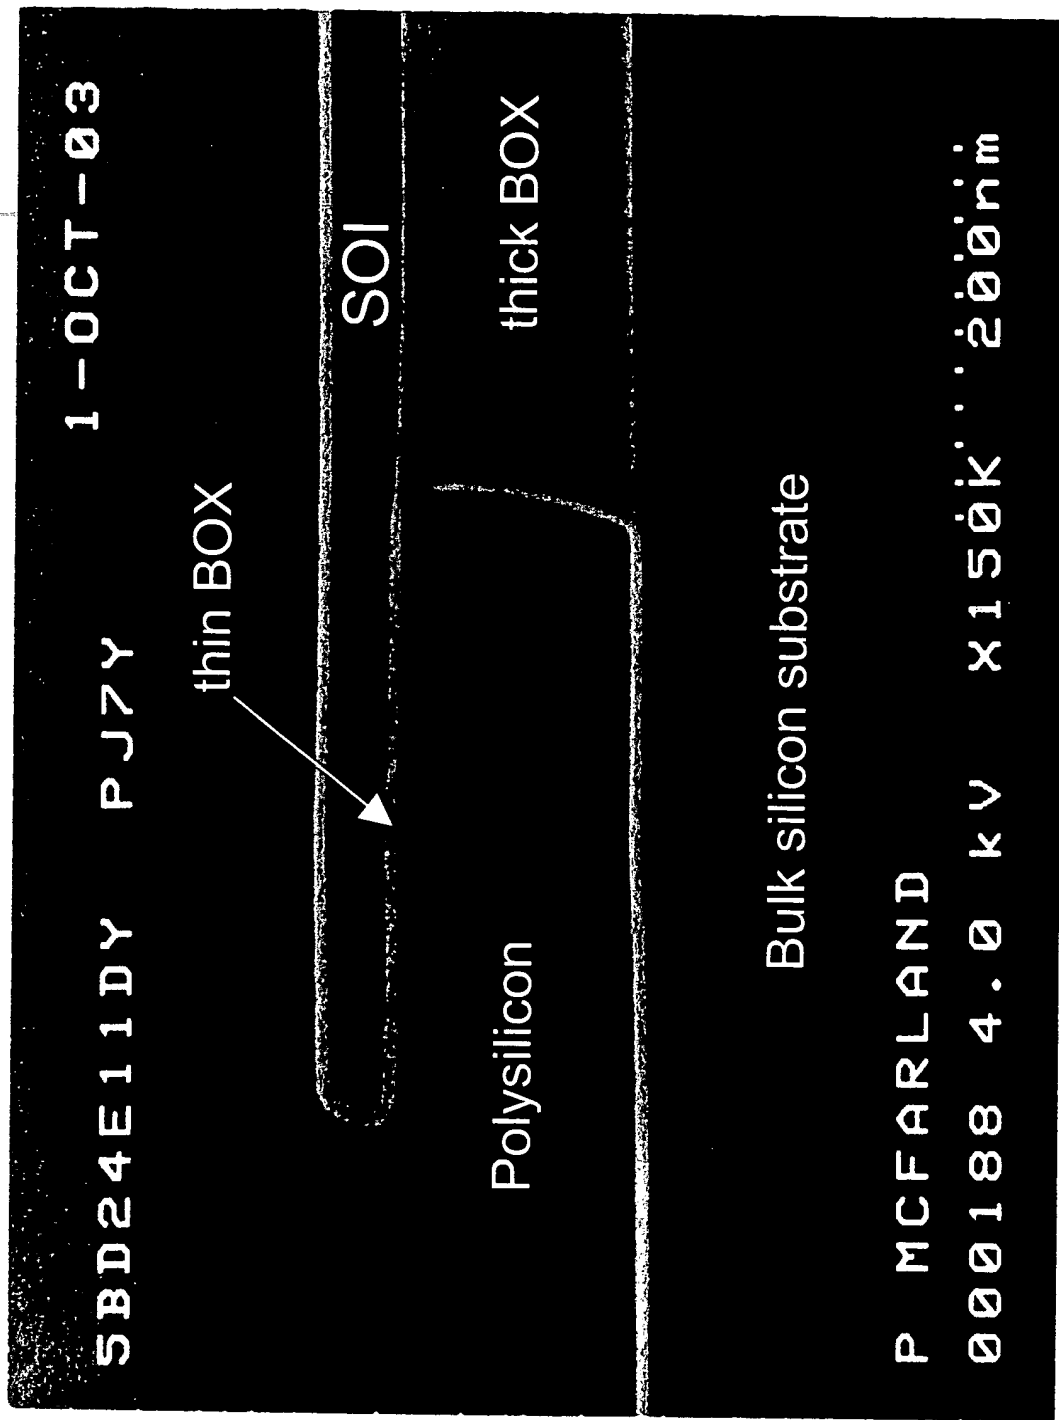 5BD24E11DY PJ7Y 1-OCT-03
thin BOX
SOI
thick BOX
Polysilicon
Bulk silicon substrate
P MCFARLAND
000188 4.0 kV X150K 200nm